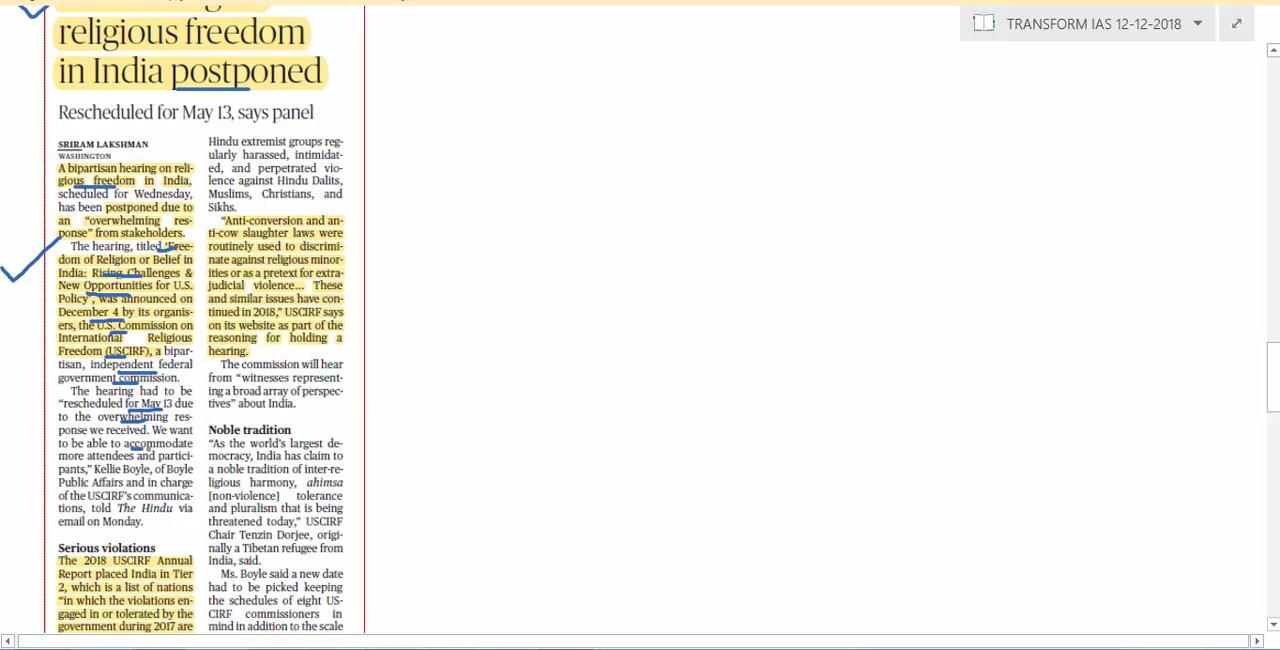 TRANSFORM IAS 12-12-2018
religious freedom
in India postponed
Rescheduled for May 13, says panel
SRIRAM LAKSHMAN
WASHINGTON
A bipartisan hearing on reli-
gious freedom in India,
scheduled for Wednesday,
has been postponed due to
an “overwhelming res-
ponse” from stakeholders.
The hearing, titled ‘Free-
dom of Religion or Belief in
India: Rising Challenges &
New Opportunities for U.S.
Policy’, was announced on
December 4 by its organis-
ers, the U.S. Commission on
International Religious
Freedom (USCIRF), a bipar-
tisan, independent federal
government commission.
The hearing had to be
“rescheduled for May 13 due
to the overwhelming res-
ponse we received. We want
to be able to accommodate
more attendees and partici-
pants,” Kellie Boyle, of Boyle
Public Affairs and in charge
of the USCIRF’s communica-
tions, told The Hindu via
email on Monday.
Serious violations
The 2018 USCIRF Annual
Report placed India in Tier
2, which is a list of nations
“in which the violations en-
gaged in or tolerated by the
government during 2017 are
Hindu extremist groups reg-
ularly harassed, intimidat-
ed, and perpetrated vio-
lence against Hindu Dalits,
Muslims, Christians, and
Sikhs.
“Anti-conversion and an-
ti-cow slaughter laws were
routinely used to discrimi-
nate against religious minor-
ities or as a pretext for extra-
judicial violence... These
and similar issues have con-
tinued in 2018,” USCIRF says
on its website as part of the
reasoning for holding a
hearing.
The commission will hear
from “witnesses represent-
ing a broad array of perspec-
tives” about India.
Noble tradition
“As the world’s largest de-
mocracy, India has claim to
a noble tradition of inter-re-
ligious harmony, ahimsa
[non-violence] tolerance
and pluralism that is being
threatened today,” USCIRF
Chair Tenzin Dorjee, origi-
nally a Tibetan refugee from
India, said.
Ms. Boyle said a new date
had to be picked keeping
the schedules of eight US-
CIRF commissioners in
mind in addition to the scale